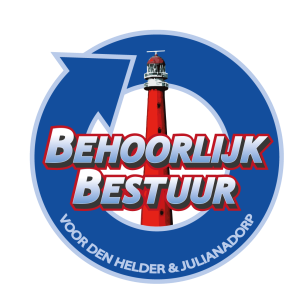 BEHOORLIJK
BESTUUR
VOOR DEN HELDER & JULIANADORP